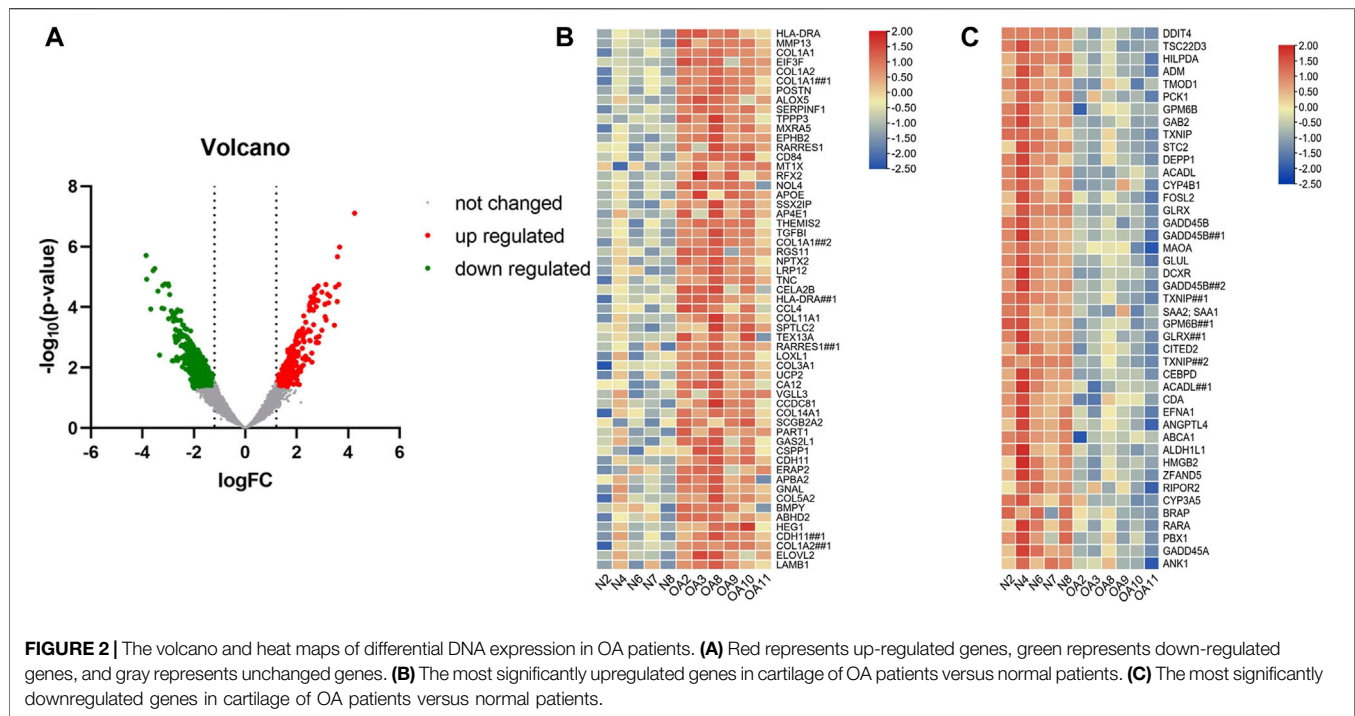 A
Volcano
8
6
4
2
0
-log10(p-value)
-6
-4
-2
0
2
4
6
logFC
not changed
up regulated
down regulated
B
HLA-DRA
MMP13
COL1A1
EIF3F
COL1A2
COL1A1##1
POSTN
ALOX5
SERPINF1
TPPP3
MXRA5
EPHB2
RARRES1
CD84
MT1X
RFX2
NOL4
APOE
SSX2IP
AP4E1
THEMIS2
TGFBI
COL1A1##2
RGS11
NPTX2
LRP12
TNC
CELA2B
HLA-DRA##1
CCL4
COL11A1
SPTLC2
TEX13A
RARRES1##1
LOXL1
COL3A1
UCP2
CA12
VGLL3
CCDC81
COL14A1
SCGB2A2
PART1
GAS2L1
CSPP1
CDH11
ERAP2
APBA2
GNAL
COL5A2
BMPY
ABHD2
HEG1
CDH11##1
COL1A2##1
ELOVL2
LAMB1
N2
N4
N6
N7
N8
OA2
OA3
OA8
OA9
OA10
OA11
2.00
1.50
1.00
0.50
0.00
-0.50
-1.00
-1.50
-2.00
-2.50
C
DDIT4
TSC22D3
HILPDA
ADM
TMOD1
PCK1
GPM6B
GAB2
TXNIP
STC2
DEPP1
ACADL
CYP4B1
FOSL2
GLRX
GADD45B
GADD45B##1
MAOA
GLUL
DCXR
GADD45B##2
TXNIP##1
SAA2; SAA1
GPM6B##1
GLRX##1
CITED2
TXNIP##2
CEBPD
ACADL##1
CDA
EFNA1
ANGPTL4
ABCA1
ALDH1L1
HMGB2
ZFAND5
RIPOR2
CYP3A5
BRAP
RARA
PBX1
GADD45A
ANK1
N2
N4
N6
N7
N8
OA2
OA3
OA8
OA9
OA10
OA11
2.00
1.50
1.00
0.50
0.00
-0.50
-1.00
-1.50
-2.00
-2.50
FIGURE 2 | The volcano and heat maps of differential DNA expression in OA patients. (A) Red represents up-regulated genes, green represents down-regulated
genes, and gray represents unchanged genes. (B) The most significantly upregulated genes in cartilage of OA patients versus normal patients. (C) The most significantly
downregulated genes in cartilage of OA patients versus normal patients.